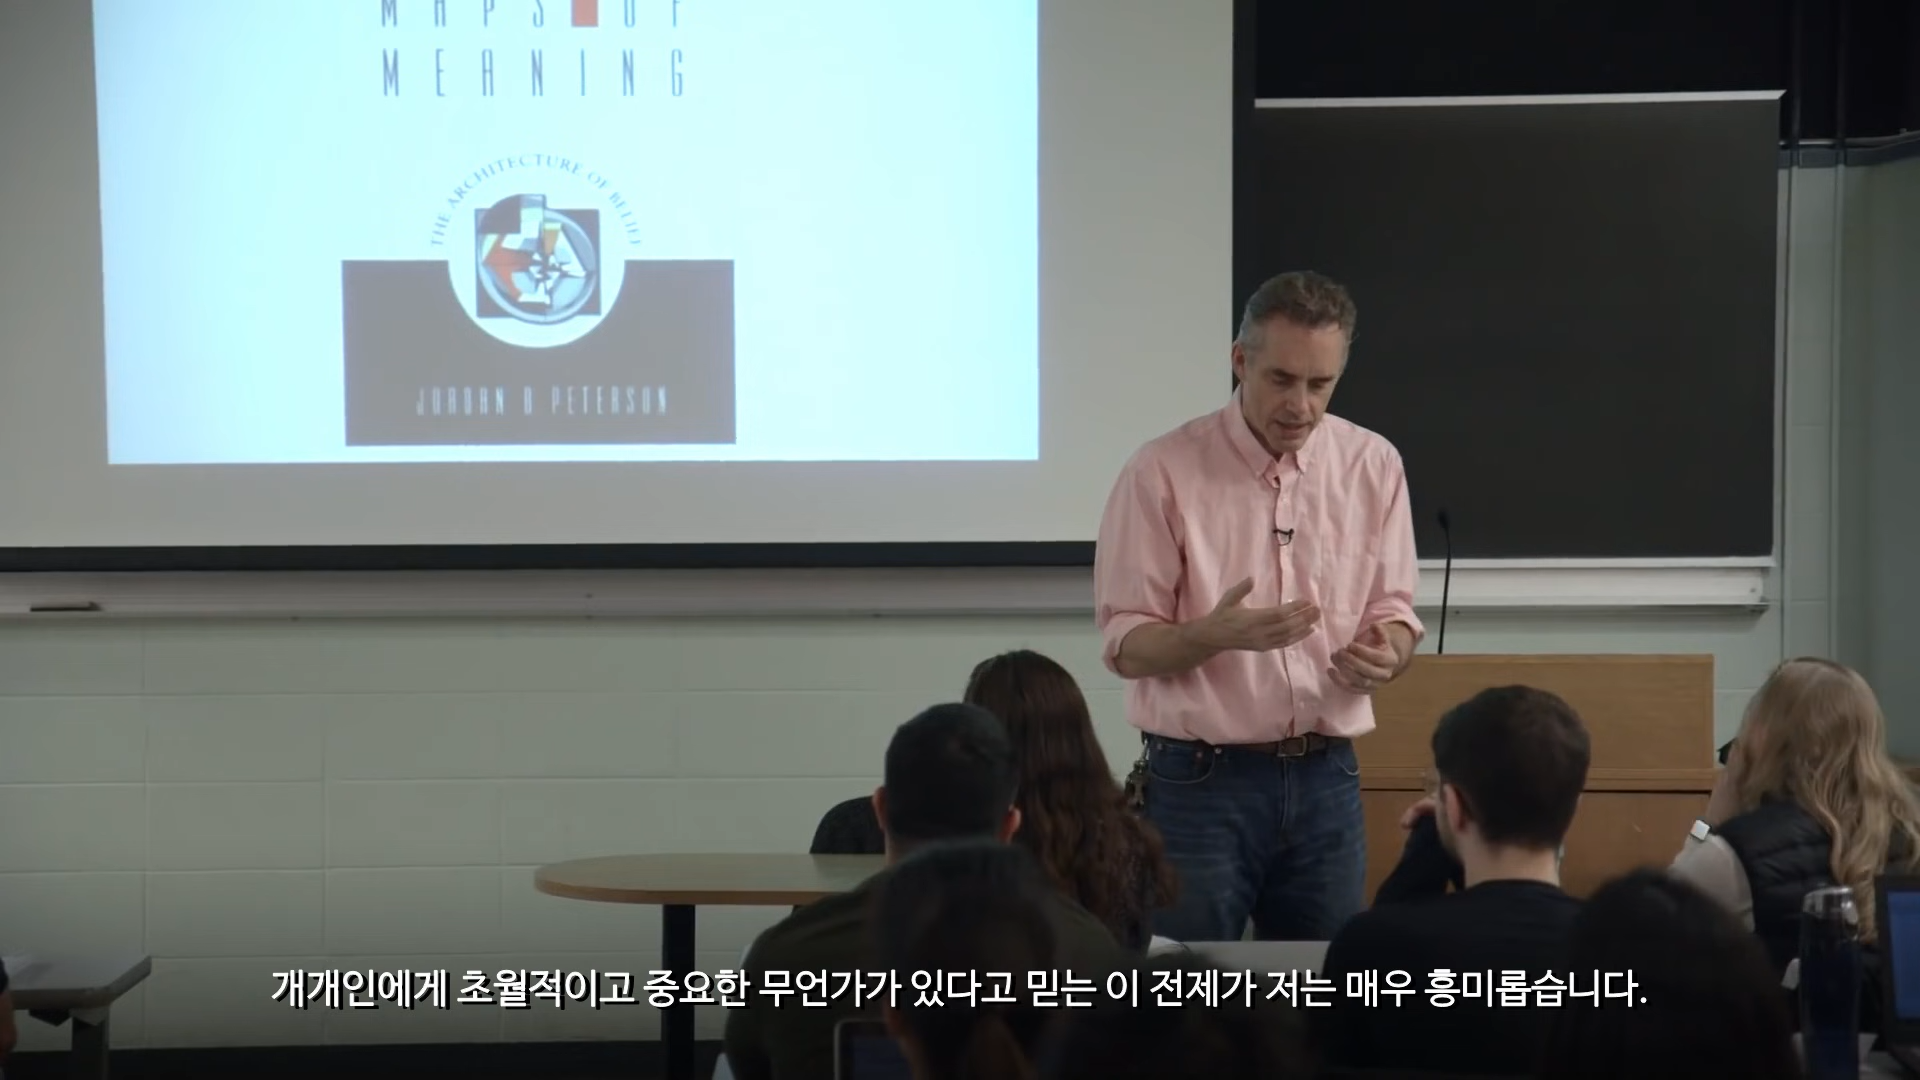 MAPS OF
MEANING
THE ARCHITECTURE OF BELIEF
JORDAN B PETERSON
개개인에게 초월적이고 중요한 무언가가 있다고 믿는 이 전제가 저는 매우 흥미롭습니다.